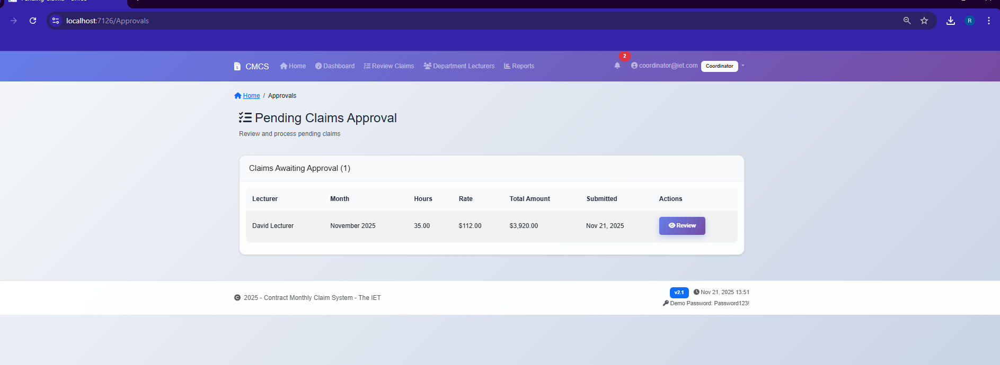 localhost:7126/Approvals
R
2
CMCS Home Dashboard Review Claims Department Lecturers Reports coordinator@iet.com Coordinator
Home / Approvals
Pending Claims Approval
Review and process pending claims
Claims Awaiting Approval (1)
Lecturer Month Hours Rate Total Amount Submitted Actions
David Lecturer November 2025 35.00 $112.00 $3,920.00 Nov 21, 2025 Review
2025 - Contract Monthly Claim System - The IET
v2.1 Nov 21, 2025 13:51
Demo Password: Password123!